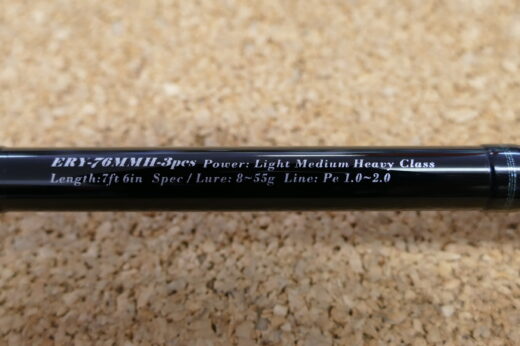 ERY-76MMH-3pcs Power: Light Medium Heavy Class
Length:7ft 6in Spec / Lure: 8~55g Line: Pe 1.0~2.0